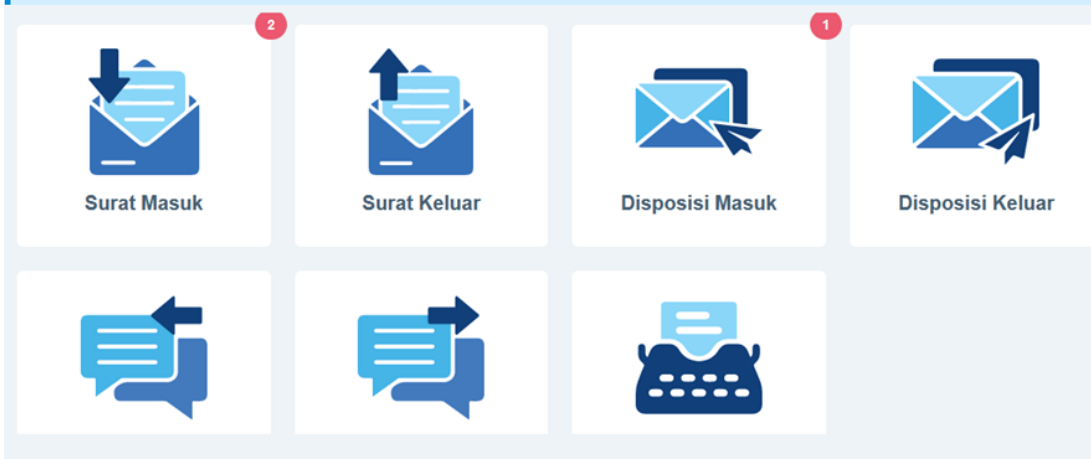 2
1
Surat Masuk
Surat Keluar
Disposisi Masuk
Disposisi Keluar